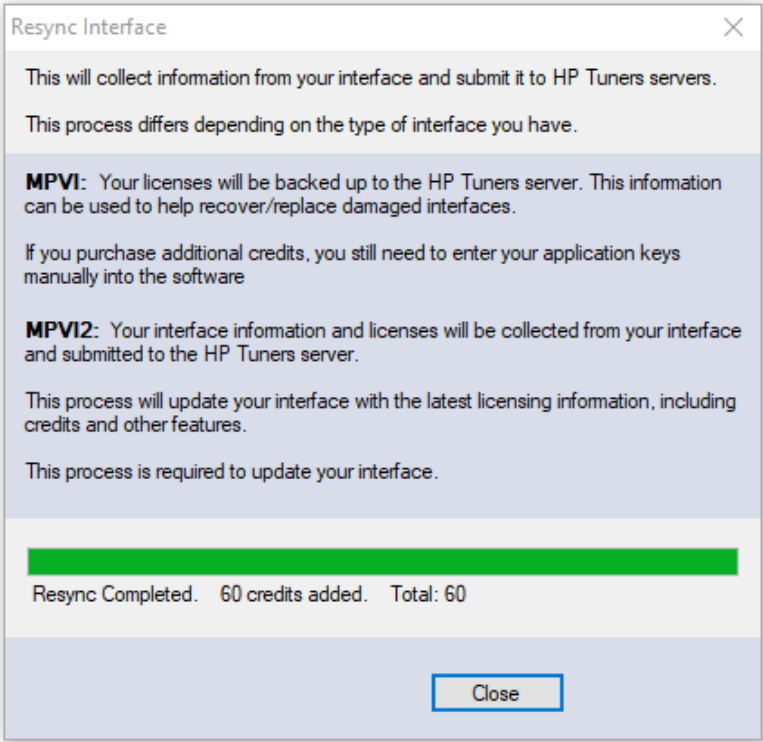 Resync Interface
This will collect information from your interface and submit it to HP Tuners servers.
This process differs depending on the type of interface you have.
MPVI: Your licenses will be backed up to the HP Tuners server. This information
can be used to help recover/replace damaged interfaces.
If you purchase additional credits, you still need to enter your application keys
manually into the software
MPVI2: Your interface information and licenses will be collected from your interface
and submitted to the HP Tuners server.
This process will update your interface with the latest licensing information, including
credits and other features.
This process is required to update your interface.
Resync Completed. 60 credits added. Total: 60
Close